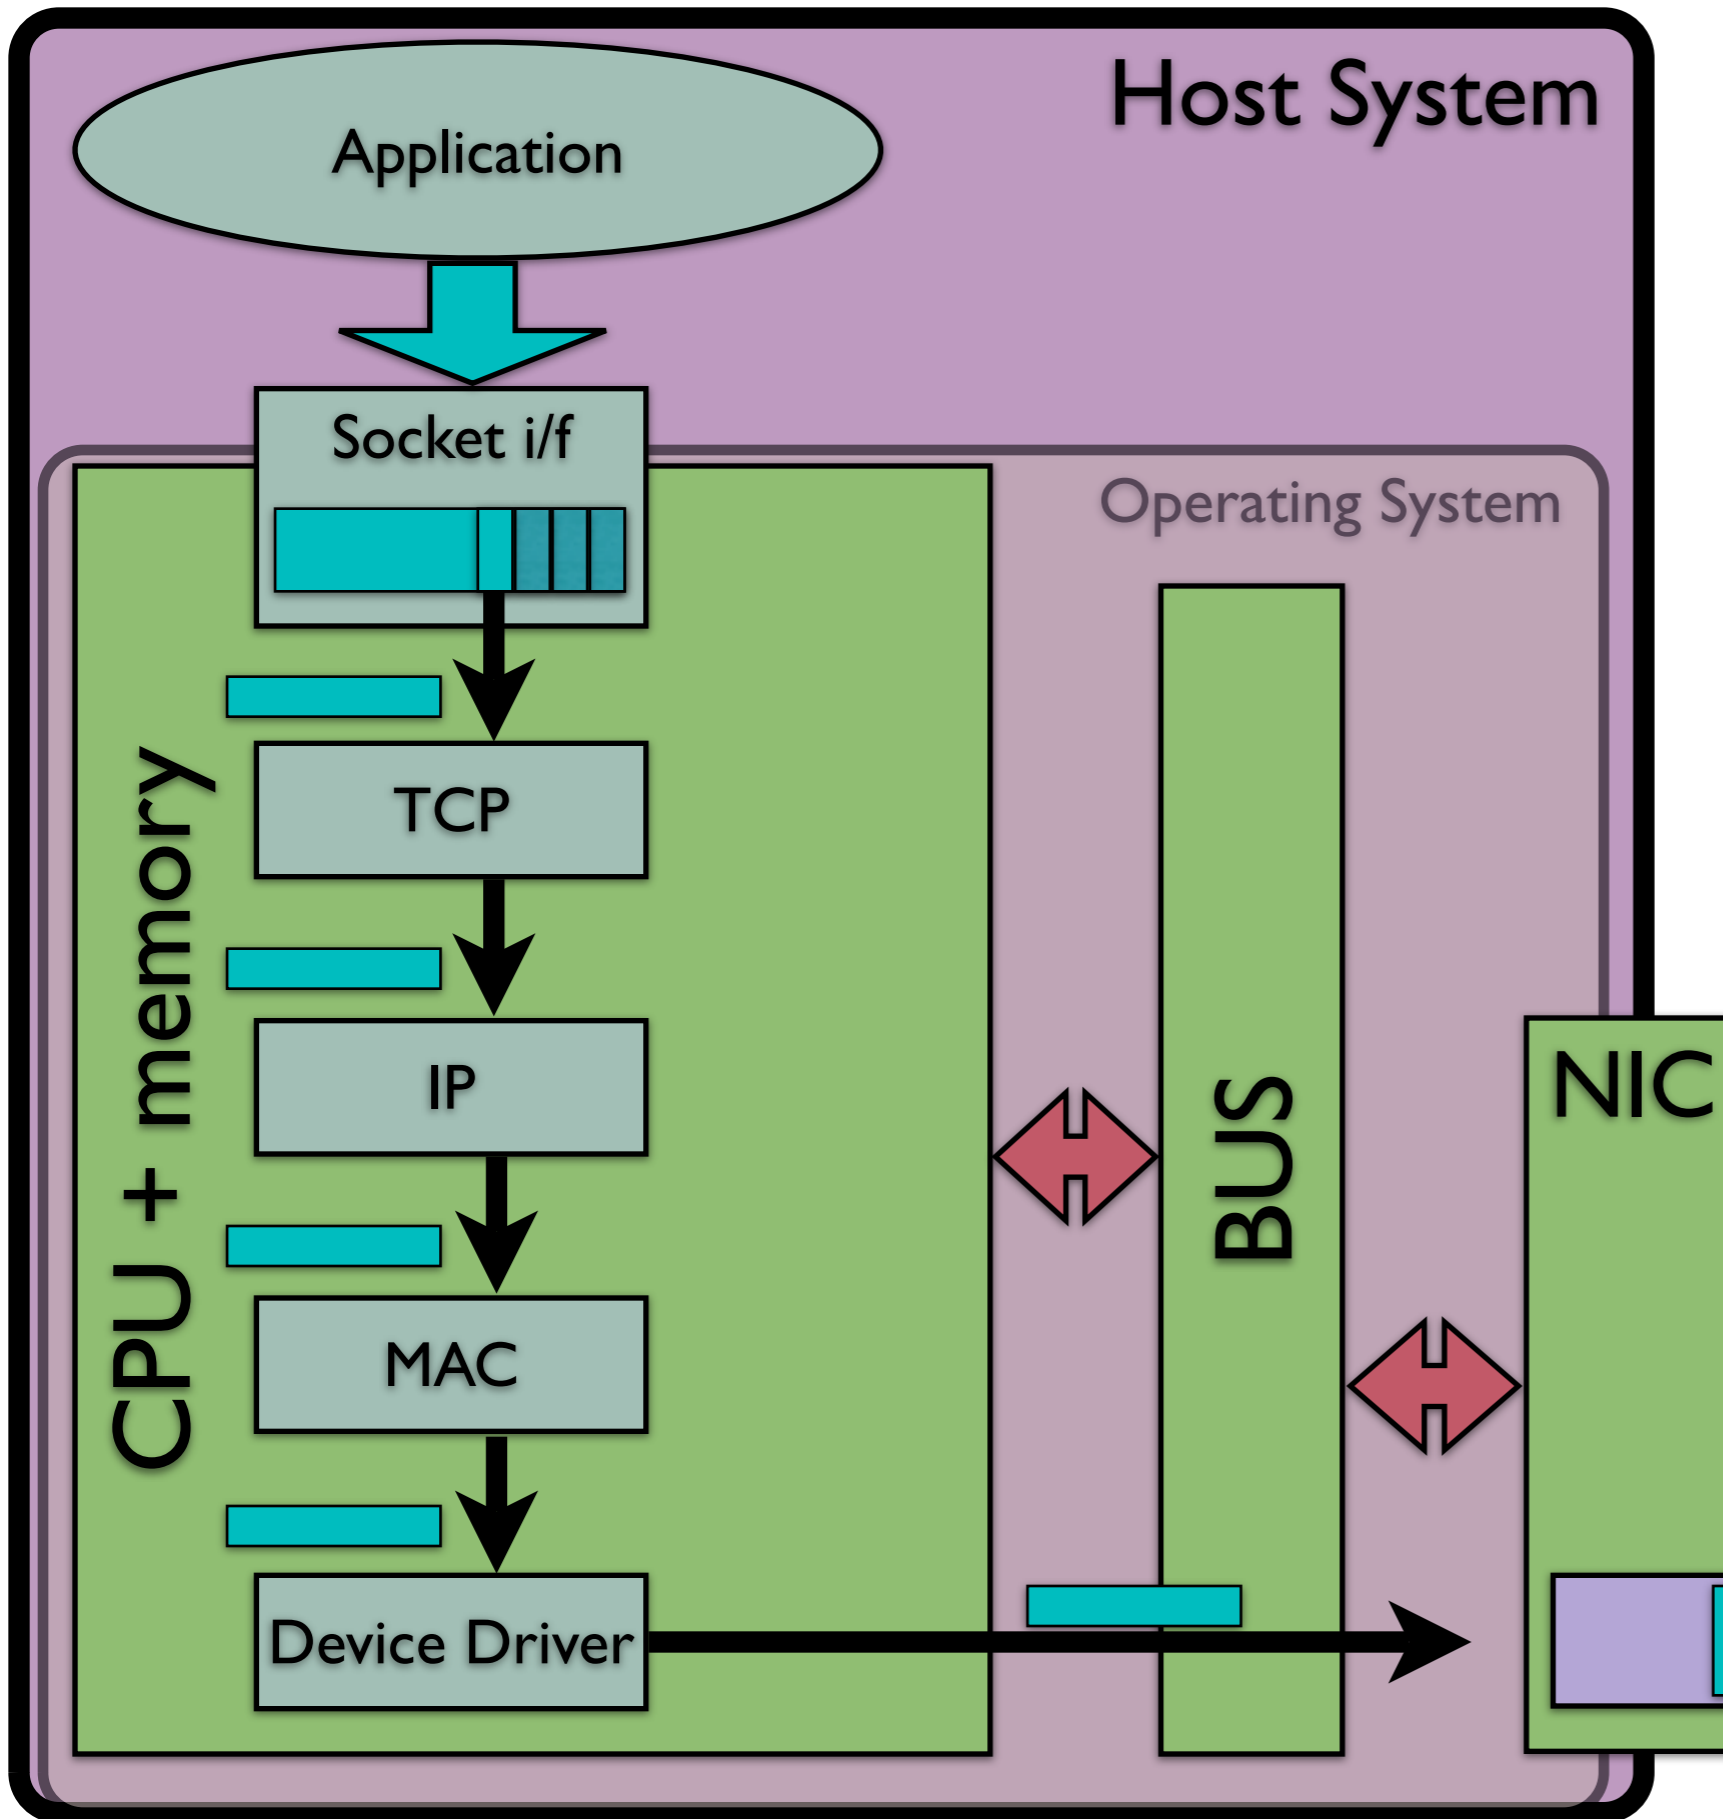 Host System
Application
Socket i/f
Operating System
CPU + memory
TCP
IP
BUS
NIC
MAC
Device Driver